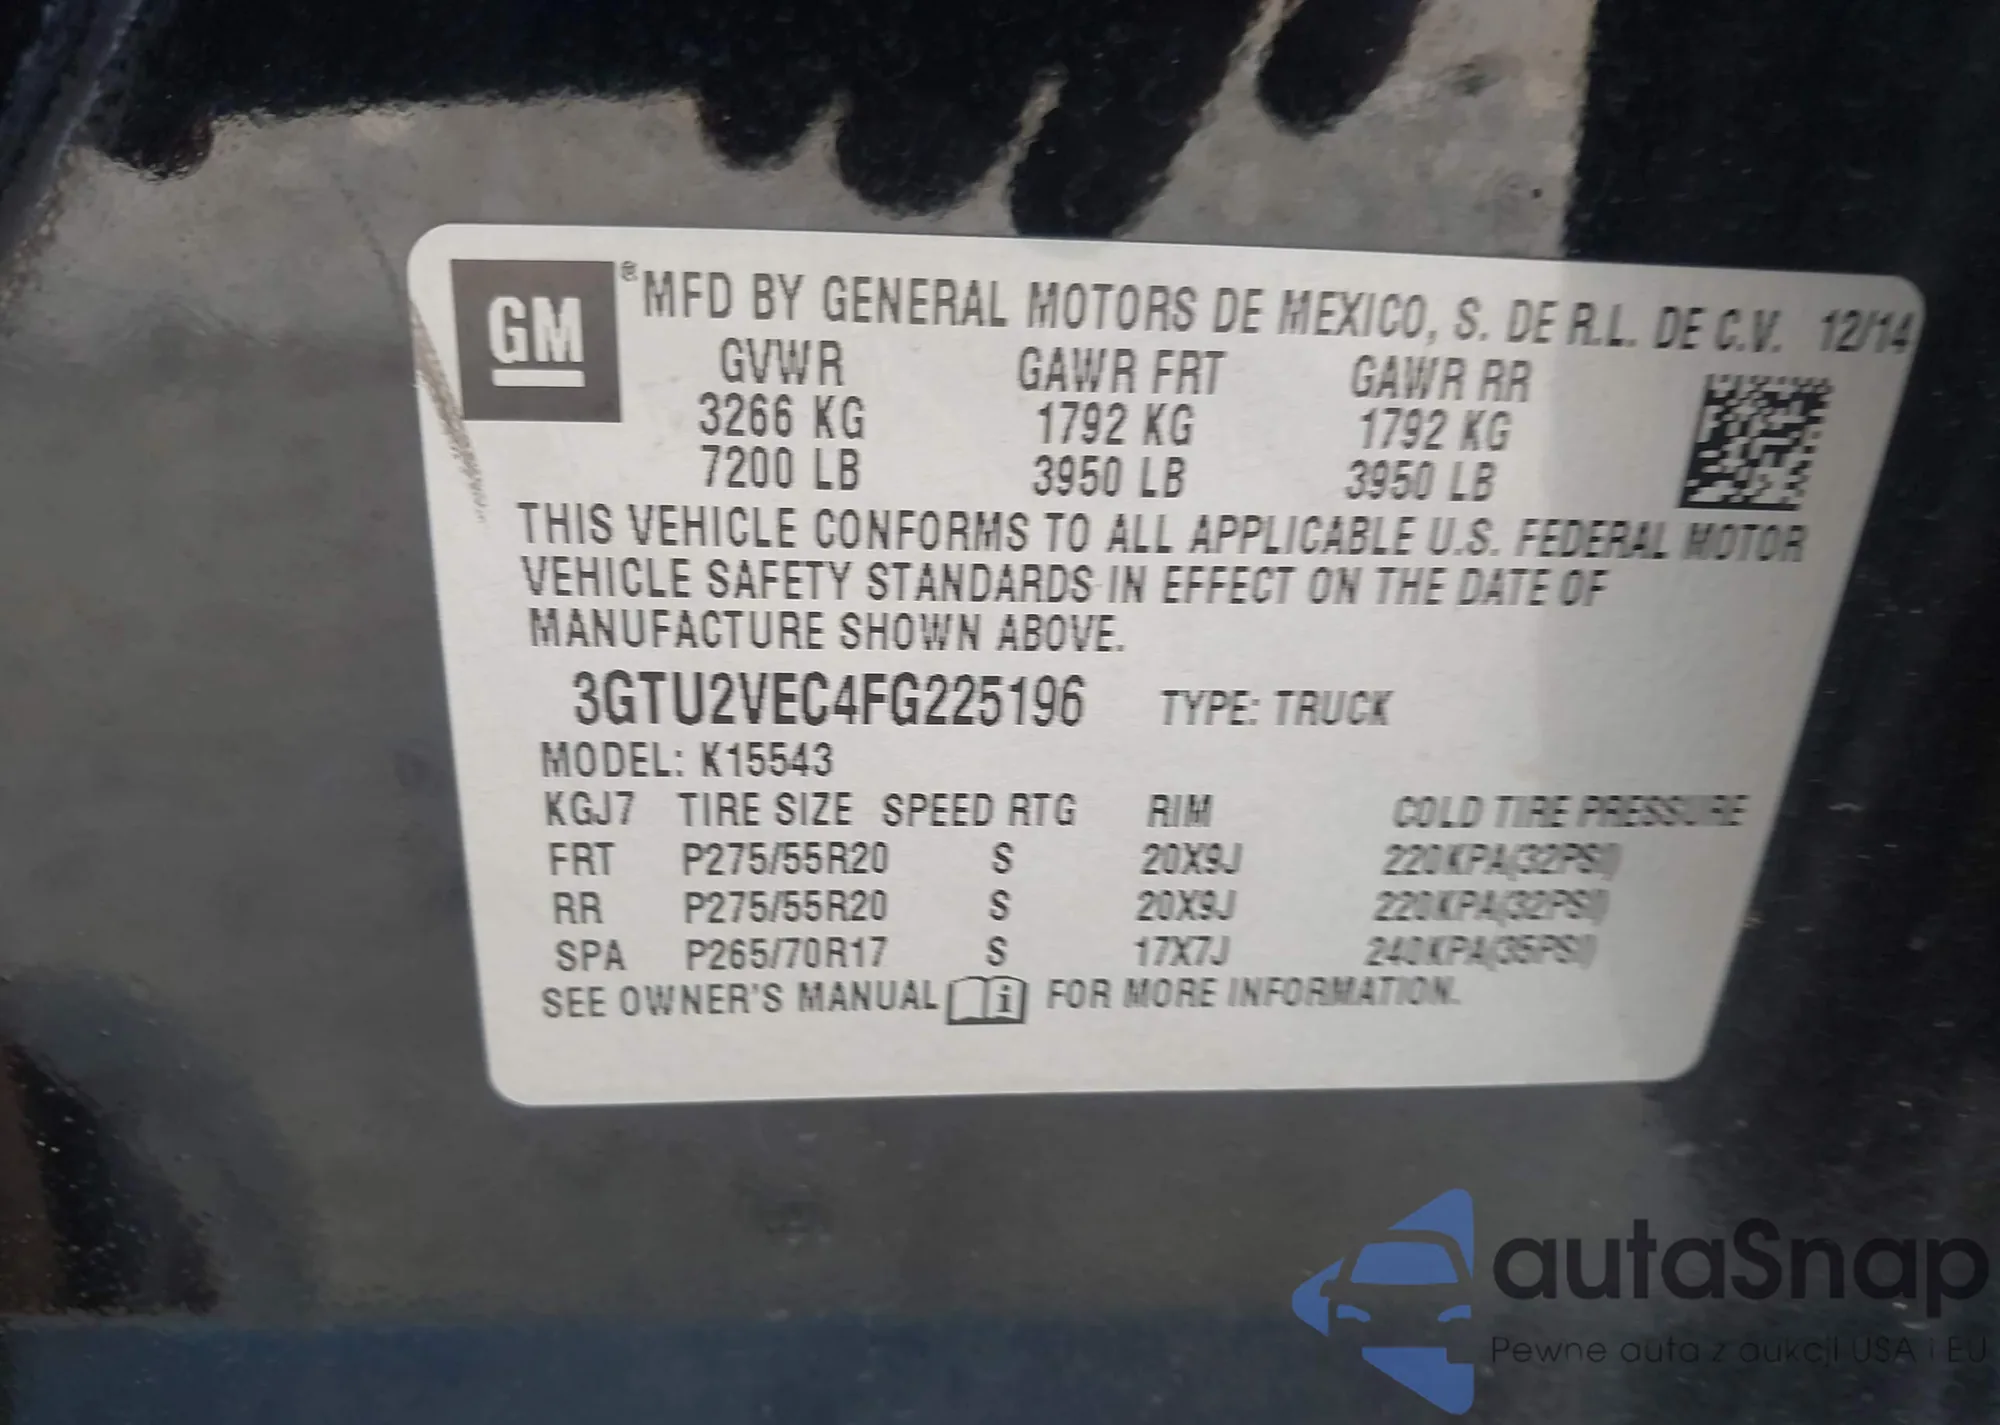 GM ® MFD BY GENERAL MOTORS DE MEXICO, S. DE R.L. DE C.V. 12/14
GVWR GAWR FRT GAWR RR
3266 KG 1792 KG 1792 KG
7200 LB 3950 LB 3950 LB
THIS VEHICLE CONFORMS TO ALL APPLICABLE U.S. FEDERAL MOTOR
VEHICLE SAFETY STANDARDS IN EFFECT ON THE DATE OF
MANUFACTURE SHOWN ABOVE.
3GTU2VEC4FG225196 TYPE: TRUCK
MODEL: K15543
KGJ7 TIRE SIZE SPEED RTG RIM COLD TIRE PRESSURE
FRT P275/55R20 S 20X9J 220KPA(32PSI)
RR P275/55R20 S 20X9J 220KPA(32PSI)
SPA P265/70R17 S 17X7J 240KPA(35PSI)
SEE OWNER'S MANUAL i FOR MORE INFORMATION.
autaSnap
Pewne auta z aukcji USA i EU